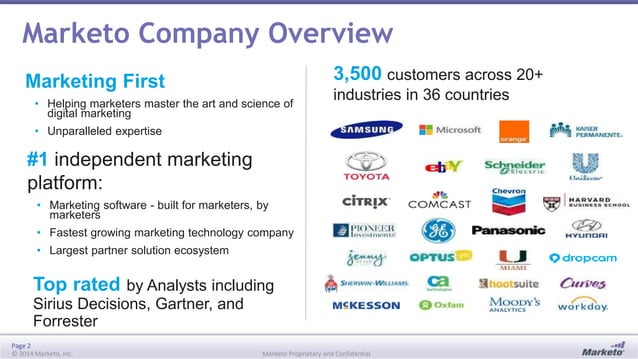 Marketo Company Overview
Marketing First
• Helping marketers master the art and science of
digital marketing
• Unparalleled expertise
#1 independent marketing
platform:
• Marketing software - built for marketers, by
marketers
• Fastest growing marketing technology company
• Largest partner solution ecosystem
Top rated by Analysts including
Sirius Decisions, Gartner, and
Forrester
3,500 customers across 20+
industries in 36 countries
SAMSUNG
Microsoft
orange
KAISER
PERMANENTE.
TOYOTA
ebY
Schneider
Electric
Unilever
CITRIX
COMCAST
Chevron
HARVARD
BUSINESS SCHOOL
PIONEER
Investments
GE
Panasonic
HYUNDAI
jenny
OPTUS
yes
U
MIAMI
dropcam
SHERWIN-WILLIAMS.
ca
technologies
hootsuite
Curves
MCKESSON
Oxfam
MOODY'S
ANALYTICS
workday.
Page 2
© 2014 Marketo, Inc.
Marketo Proprietary and Confidential
Marketo